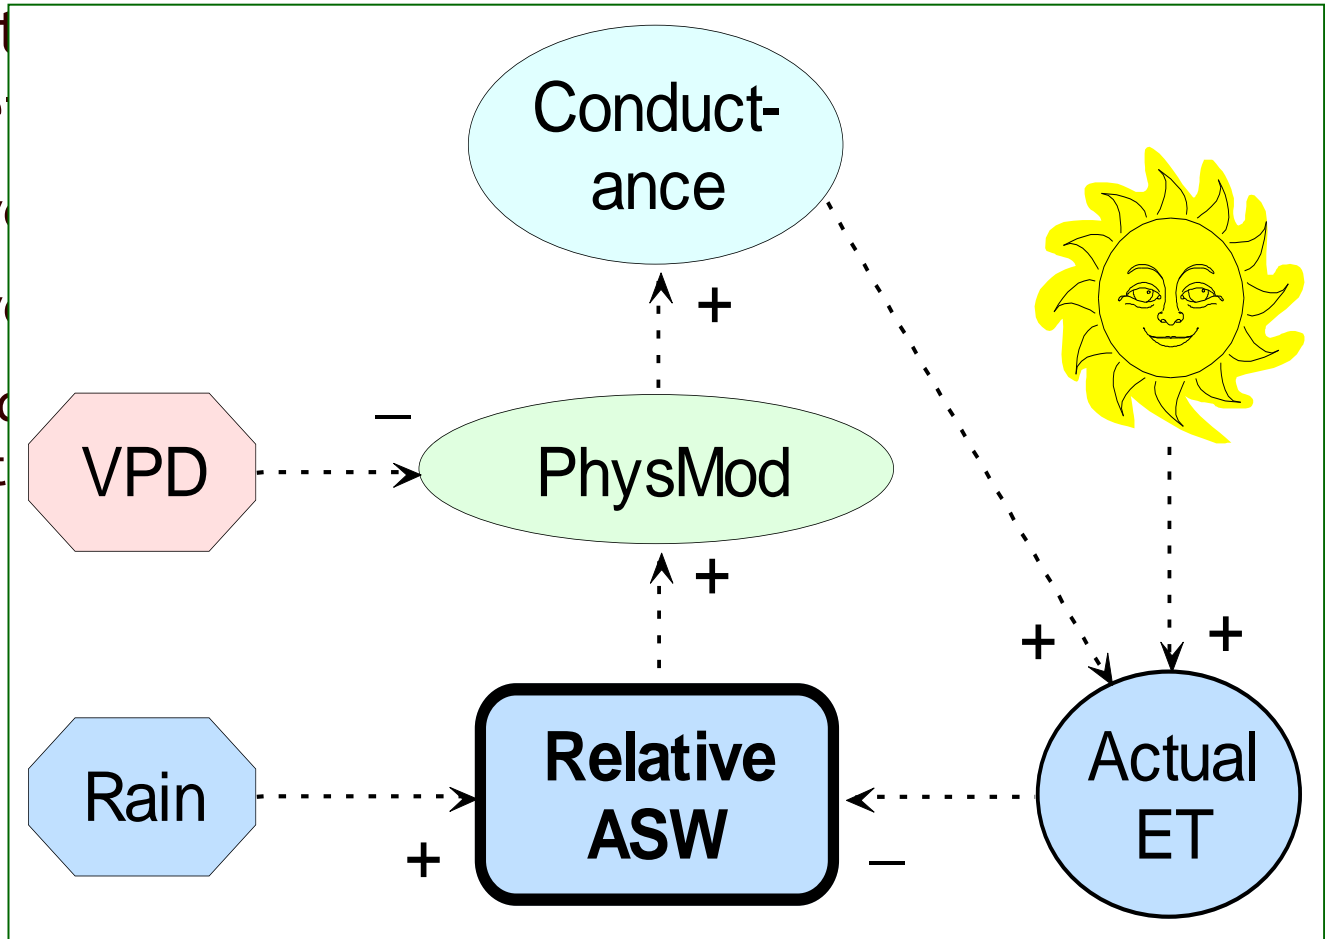 Conduct-
ance
+
–
VPD
PhysMod
+
+
+
Relative
ASW
Rain
Actual
ET
+
–